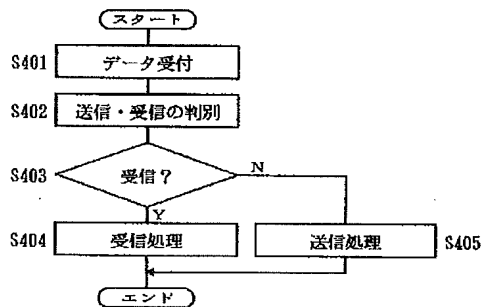 スタート
S401 データ受付
S402 送信・受信の判別
S403 受信? N
Y
S404 受信処理 送信処理 S405
エンド